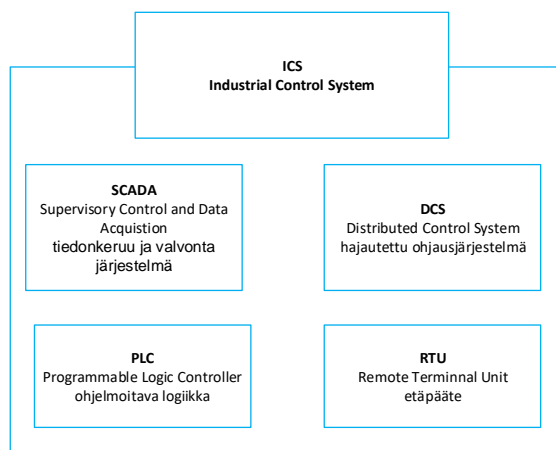 ICS
Industrial Control System
SCADA
Supervisory Control and Data
Acquistion
tiedonkeruu ja valvonta
järjestelmä
DCS
Distributed Control System
hajautettu ohjausjärjestelmä
PLC
Programmable Logic Controller
ohjelmoitava logiikka
RTU
Remote Terminnal Unit
etäpääte